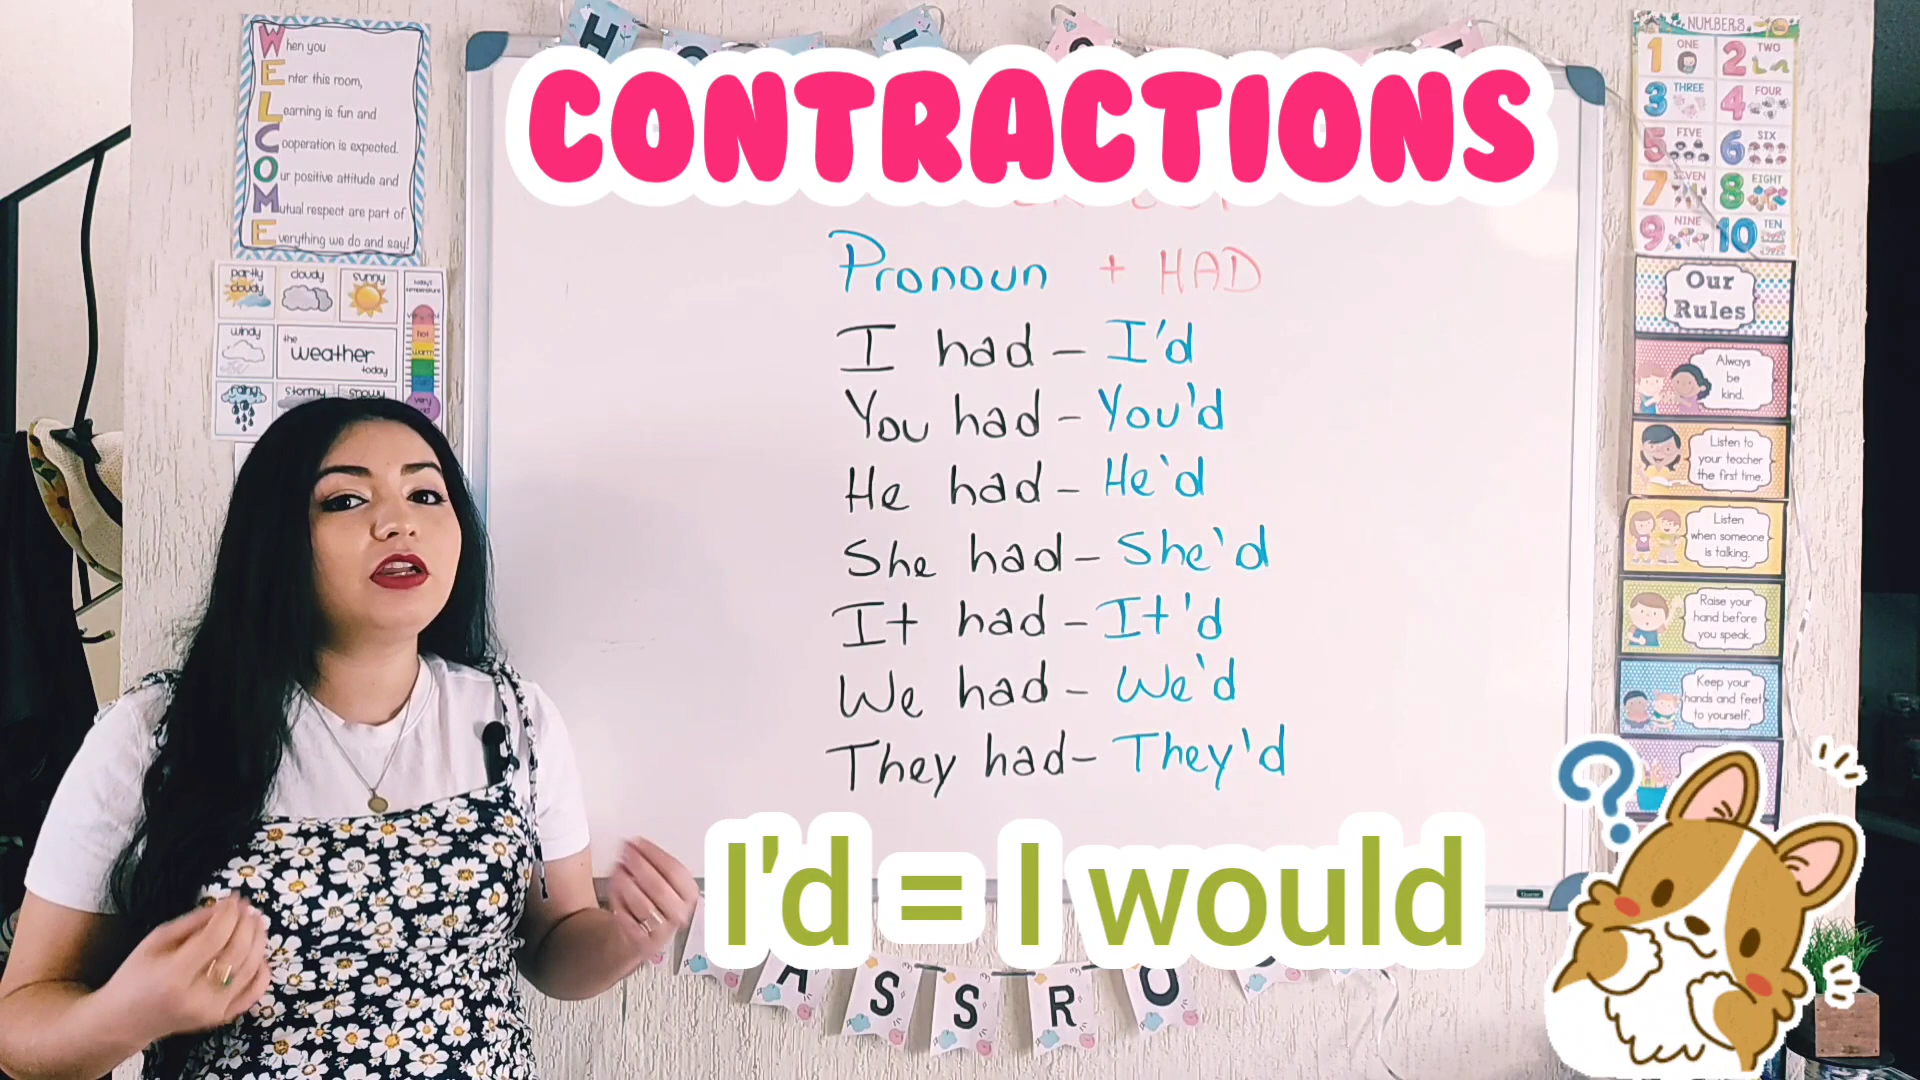 CONTRACTIONS
Pronoun + HAD
I had – I'd
You had – You'd
He had – He'd
She had – She'd
It had – It'd
We had – We'd
They had – They'd
I'd = I would
?
When you
Enter this room,
Learning is fun and
Cooperation is expected.
Our positive attitude and
Mutual respect are part of
Everything we do and say!
partly cloudy
cloudy
sunny
today's temperature
hot
warm
very
windy
the weather today
rainy
stormy
snowy
NUMBERS
1 ONE
2 TWO
3 THREE
4 FOUR
5 FIVE
6 SIX
7 SEVEN
8 EIGHT
9 NINE
10 TEN
Our
Rules
Always
be
kind.
Listen to
your teacher
the first time.
Listen
when someone
is talking.
Raise your
hand before
you speak.
Keep your
hands and feet
to yourself.
A S S R O